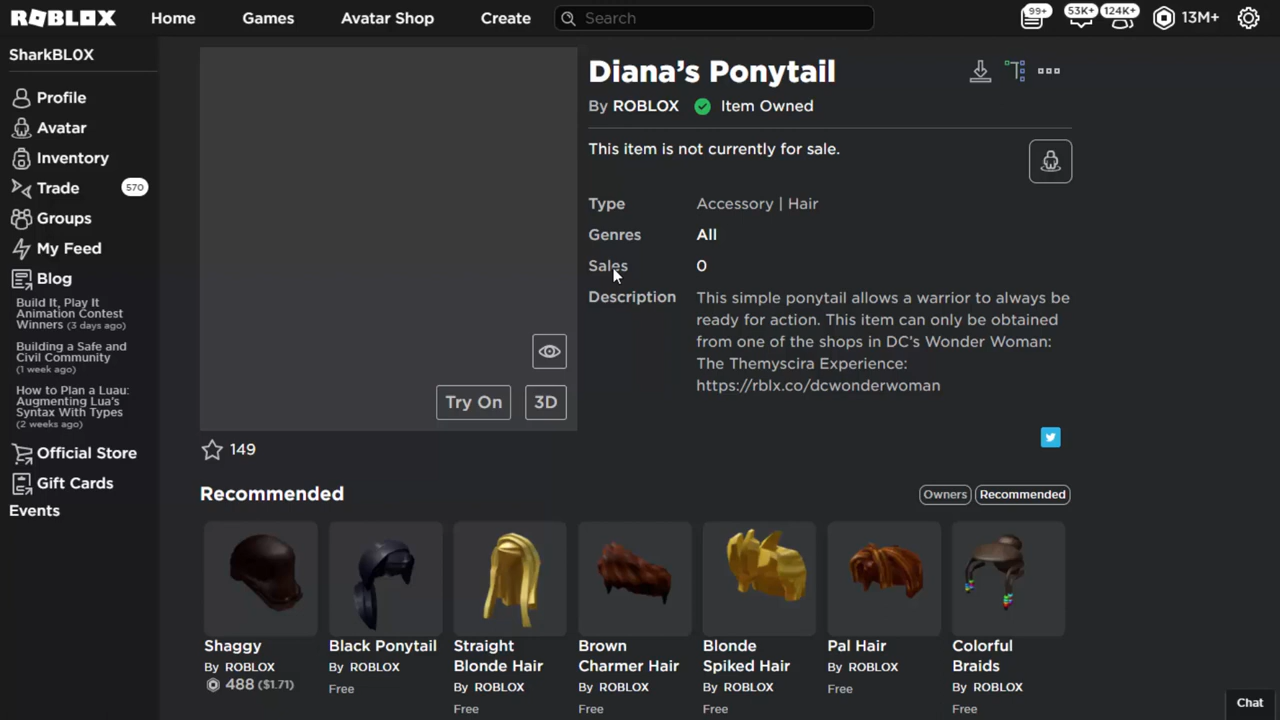 ROBLOX
Home
Games
Avatar Shop
Create
Search
99+
53K+
124K+
13M+
SharkBL0X
Profile
Avatar
Inventory
Trade
570
Groups
My Feed
Blog
Build It, Play It
Animation Contest
Winners (3 days ago)
Building a Safe and
Civil Community
(1 week ago)
How to Plan a Luau:
Augmenting Lua's
Syntax With Types
(2 weeks ago)
Official Store
Gift Cards
Events
Try On
3D
149
Diana's Ponytail
By ROBLOX
Item Owned
This item is not currently for sale.
Type
Accessory | Hair
Genres
All
Sales
0
Description
This simple ponytail allows a warrior to always be
ready for action. This item can only be obtained
from one of the shops in DC's Wonder Woman:
The Themyscira Experience:
https://rblx.co/dcwonderwoman
Recommended
Owners
Recommended
Shaggy
By ROBLOX
488 ($1.71)
Black Ponytail
By ROBLOX
Free
Straight
Blonde Hair
By ROBLOX
Free
Brown
Charmer Hair
By ROBLOX
Free
Blonde
Spiked Hair
By ROBLOX
Free
Pal Hair
By ROBLOX
Free
Colorful
Braids
By ROBLOX
Free
Chat